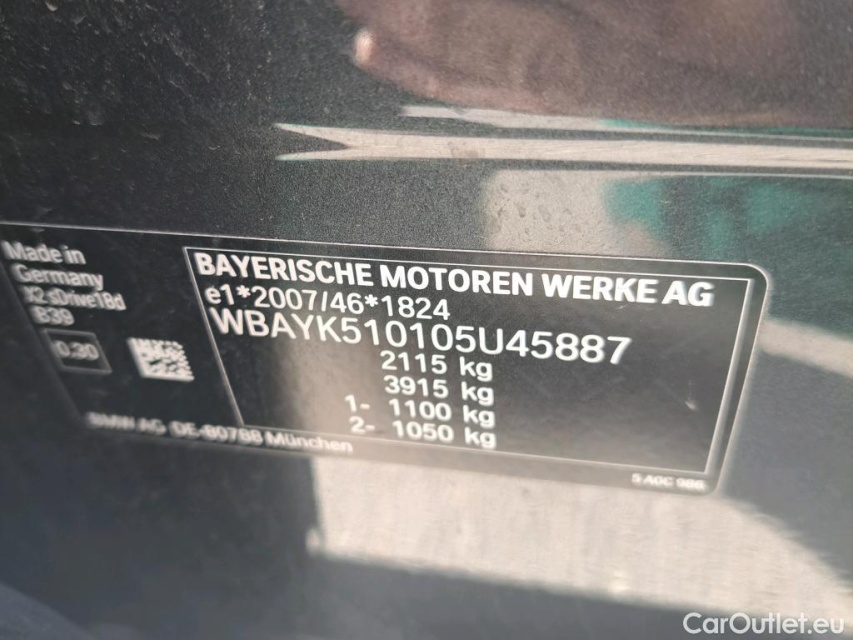 Made in
Germany
X2 sDrive18d
B39
0.30
BMW AG DE-80788 München
BAYERISCHE MOTOREN WERKE AG
e1*2007/46*1824
WBAYK510105U45887
2115 kg
3915 kg
1- 1100 kg
2- 1050 kg
5 A0C 986
CarOutlet.eu